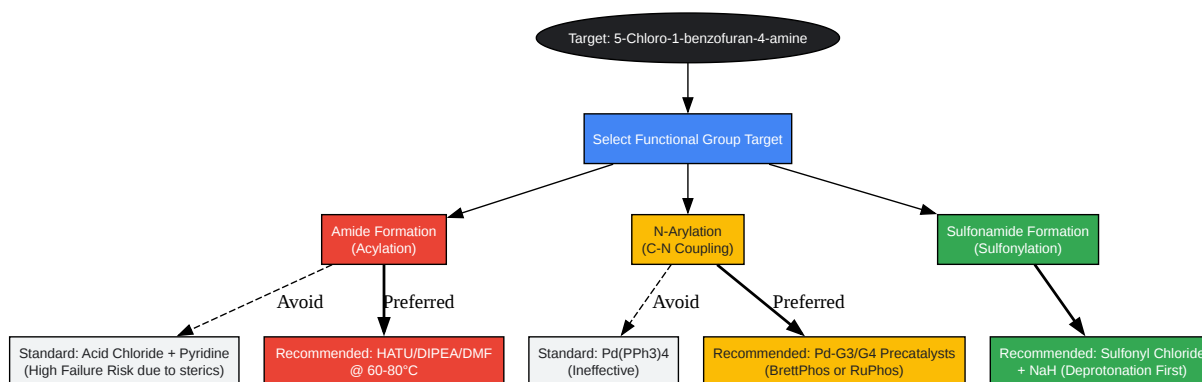 Target: 5-Chloro-1-benzofuran-4-amine
Select Functional Group Target
Amide Formation
(Acylation)
N-Arylation
(C-N Coupling)
Sulfonamide Formation
(Sulfonylation)
Avoid
Preferred
Avoid
Preferred
Standard: Acid Chloride + Pyridine
(High Failure Risk due to sterics)
Recommended: HATU/DIPEA/DMF
@ 60-80°C
Standard: Pd(PPh3)4
(Ineffective)
Recommended: Pd-G3/G4 Precatalysts
(BrettPhos or RuPhos)
Recommended: Sulfonyl Chloride
+ NaH (Deprotonation First)